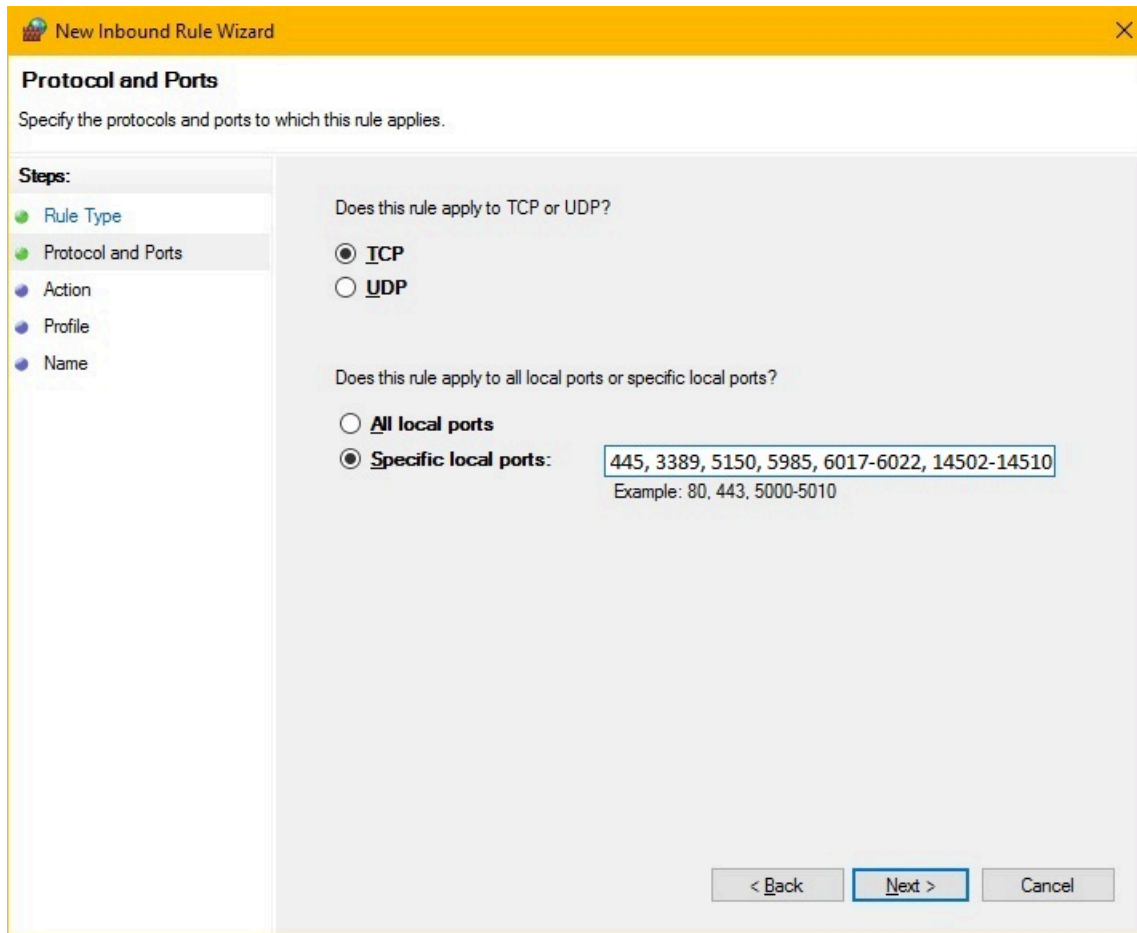 New Inbound Rule Wizard
Protocol and Ports
Specify the protocols and ports to which this rule applies.
Steps:
Rule Type
Protocol and Ports
Action
Profile
Name
Does this rule apply to TCP or UDP?
TCP
UDP
Does this rule apply to all local ports or specific local ports?
All local ports
Specific local ports: 445, 3389, 5150, 5985, 6017-6022, 14502-14510
Example: 80, 443, 5000-5010
< Back Next > Cancel